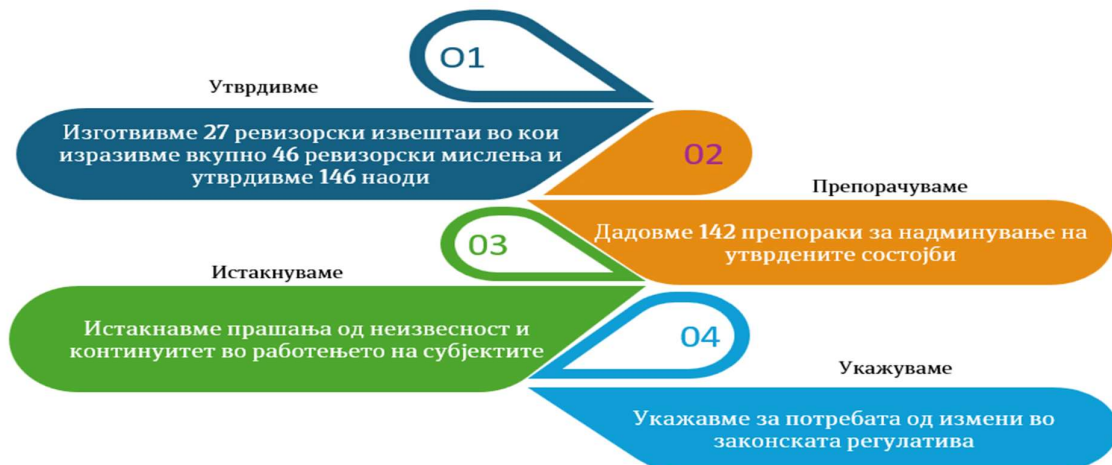 01
Утврдивме
Изготвивме 27 ревизорски извештаи во кои
изразивме вкупно 46 ревизорски мислења и
утврдивме 146 наоди
02
Препорачуваме
Дадовме 142 препораки за надминување на
утврдените состојби
03
Истакнуваме
Истакнавме прашања од неизвесност и
континуитет во работењето на субјектите
04
Укажуваме
Укажавме за потребата од измени во
законската регулатива